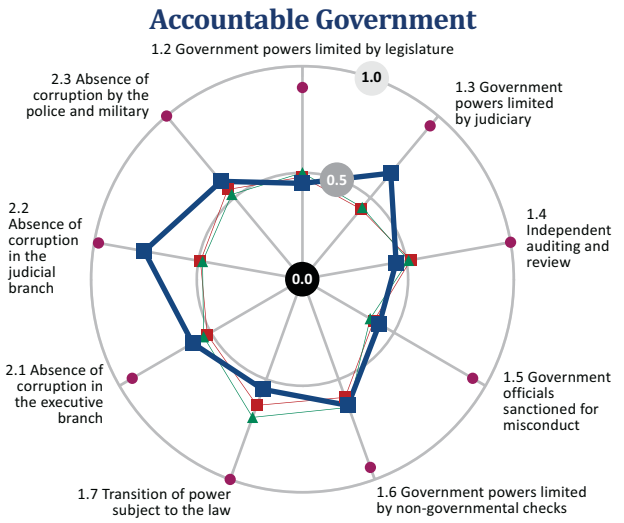 Accountable Government
1.2 Government powers limited by legislature
1.0
2.3 Absence of
corruption by the
police and military
1.3 Government
powers limited
by judiciary
0.5
2.2
Absence of
corruption
in the
judicial
branch
1.4
Independent
auditing and
review
0.0
2.1 Absence of
corruption in
the executive
branch
1.5 Government
officials
sanctioned for
misconduct
1.7 Transition of power
subject to the law
1.6 Government powers limited
by non-governmental checks